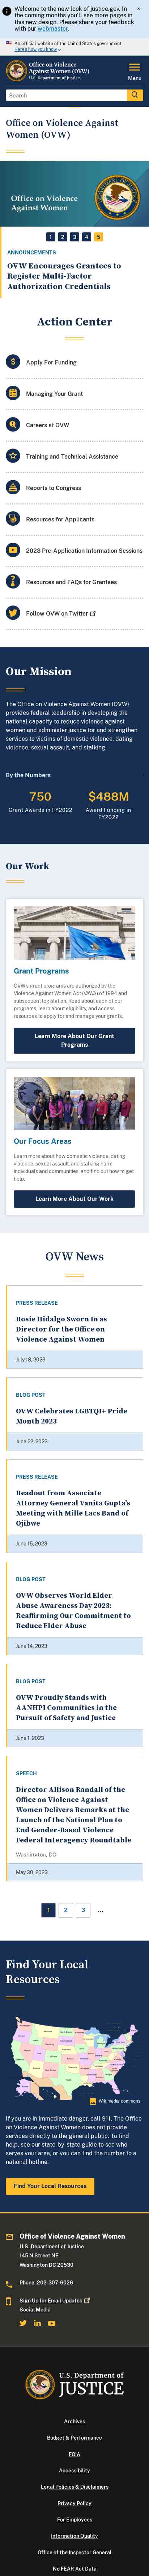 Welcome to the new look of justice.gov. In
the coming months you'll see more pages in
our new design. Please share your feedback
with our webmaster.
×
An official website of the United States government
Here's how you know
Office on Violence
Against Women (OVW)
U.S. Department of Justice
Menu
Search
Office on Violence Against
Women (OVW)
Office on Violence
Against Women
1 2 3 4 5
ANNOUNCEMENTS
OVW Encourages Grantees to
Register Multi-Factor
Authorization Credentials
Action Center
Apply For Funding
Managing Your Grant
Careers at OVW
Training and Technical Assistance
Reports to Congress
Resources for Applicants
2023 Pre-Application Information Sessions
Resources and FAQs for Grantees
Follow OVW on Twitter
Our Mission
The Office on Violence Against Women (OVW)
provides federal leadership in developing the
national capacity to reduce violence against
women and administer justice for and strengthen
services to victims of domestic violence, dating
violence, sexual assault, and stalking.
By the Numbers
750
Grant Awards in FY2022
$488M
Award Funding in
FY2022
Our Work
Grant Programs
OVW's grant programs are authorized by the
Violence Against Women Act (VAWA) of 1994 and
subsequent legislation. Read about each of our
grant programs, learn about eligibility, and access
resources to apply for and manage your grants.
Learn More About Our Grant
Programs
Our Focus Areas
Learn more about how domestic violence, dating
violence, sexual assault, and stalking harm
individuals and communities, and find out how to get
help.
Learn More About Our Work
OVW News
PRESS RELEASE
Rosie Hidalgo Sworn In as
Director for the Office on
Violence Against Women
July 18, 2023
BLOG POST
OVW Celebrates LGBTQI+ Pride
Month 2023
June 22, 2023
PRESS RELEASE
Readout from Associate
Attorney General Vanita Gupta's
Meeting with Mille Lacs Band of
Ojibwe
June 15, 2023
BLOG POST
OVW Observes World Elder
Abuse Awareness Day 2023:
Reaffirming Our Commitment to
Reduce Elder Abuse
June 14, 2023
BLOG POST
OVW Proudly Stands with
AANHPI Communities in the
Pursuit of Safety and Justice
June 1, 2023
SPEECH
Director Allison Randall of the
Office on Violence Against
Women Delivers Remarks at the
Launch of the National Plan to
End Gender-Based Violence
Federal Interagency Roundtable
Washington, DC
May 30, 2023
1 2 3 …
Find Your Local
Resources
Wikimedia commons
If you are in immediate danger, call 911. The Office
on Violence Against Women does not provide
services directly to the general public. To find local
help, see our state-by-state guide to see who
serves your area, or you can call the National
Domestic Violence Hotline at any time to find a
national hotline.
Find Your Local Resources
Office of Violence Against Women
U.S. Department of Justice
145 N Street NE
Washington DC 20530
Phone: 202-307-6026
Sign Up for Email Updates
Social Media
U.S. Department of
JUSTICE
Archives
Budget & Performance
FOIA
Accessibility
Legal Policies & Disclaimers
Privacy Policy
For Employees
Information Quality
Office of the Inspector General
No FEAR Act Data